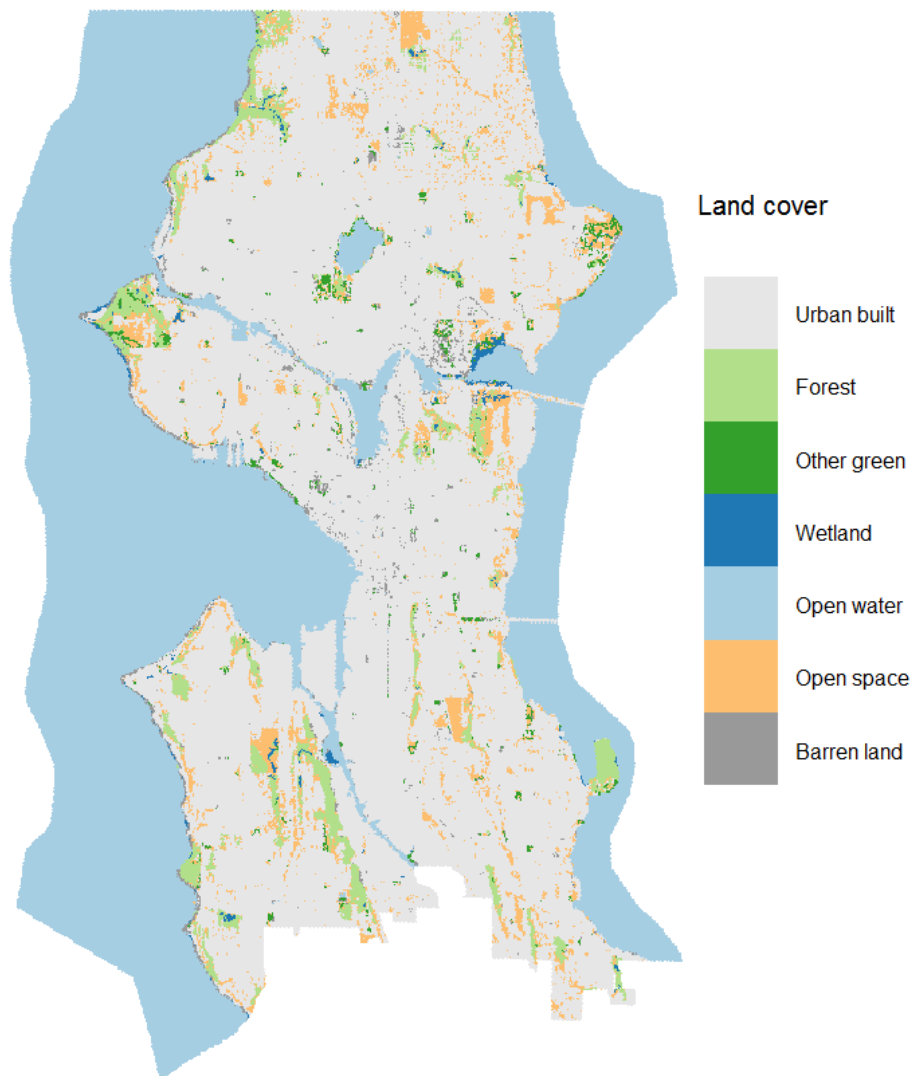 Land cover
Urban built
Forest
Other green
Wetland
Open water
Open space
Barren land